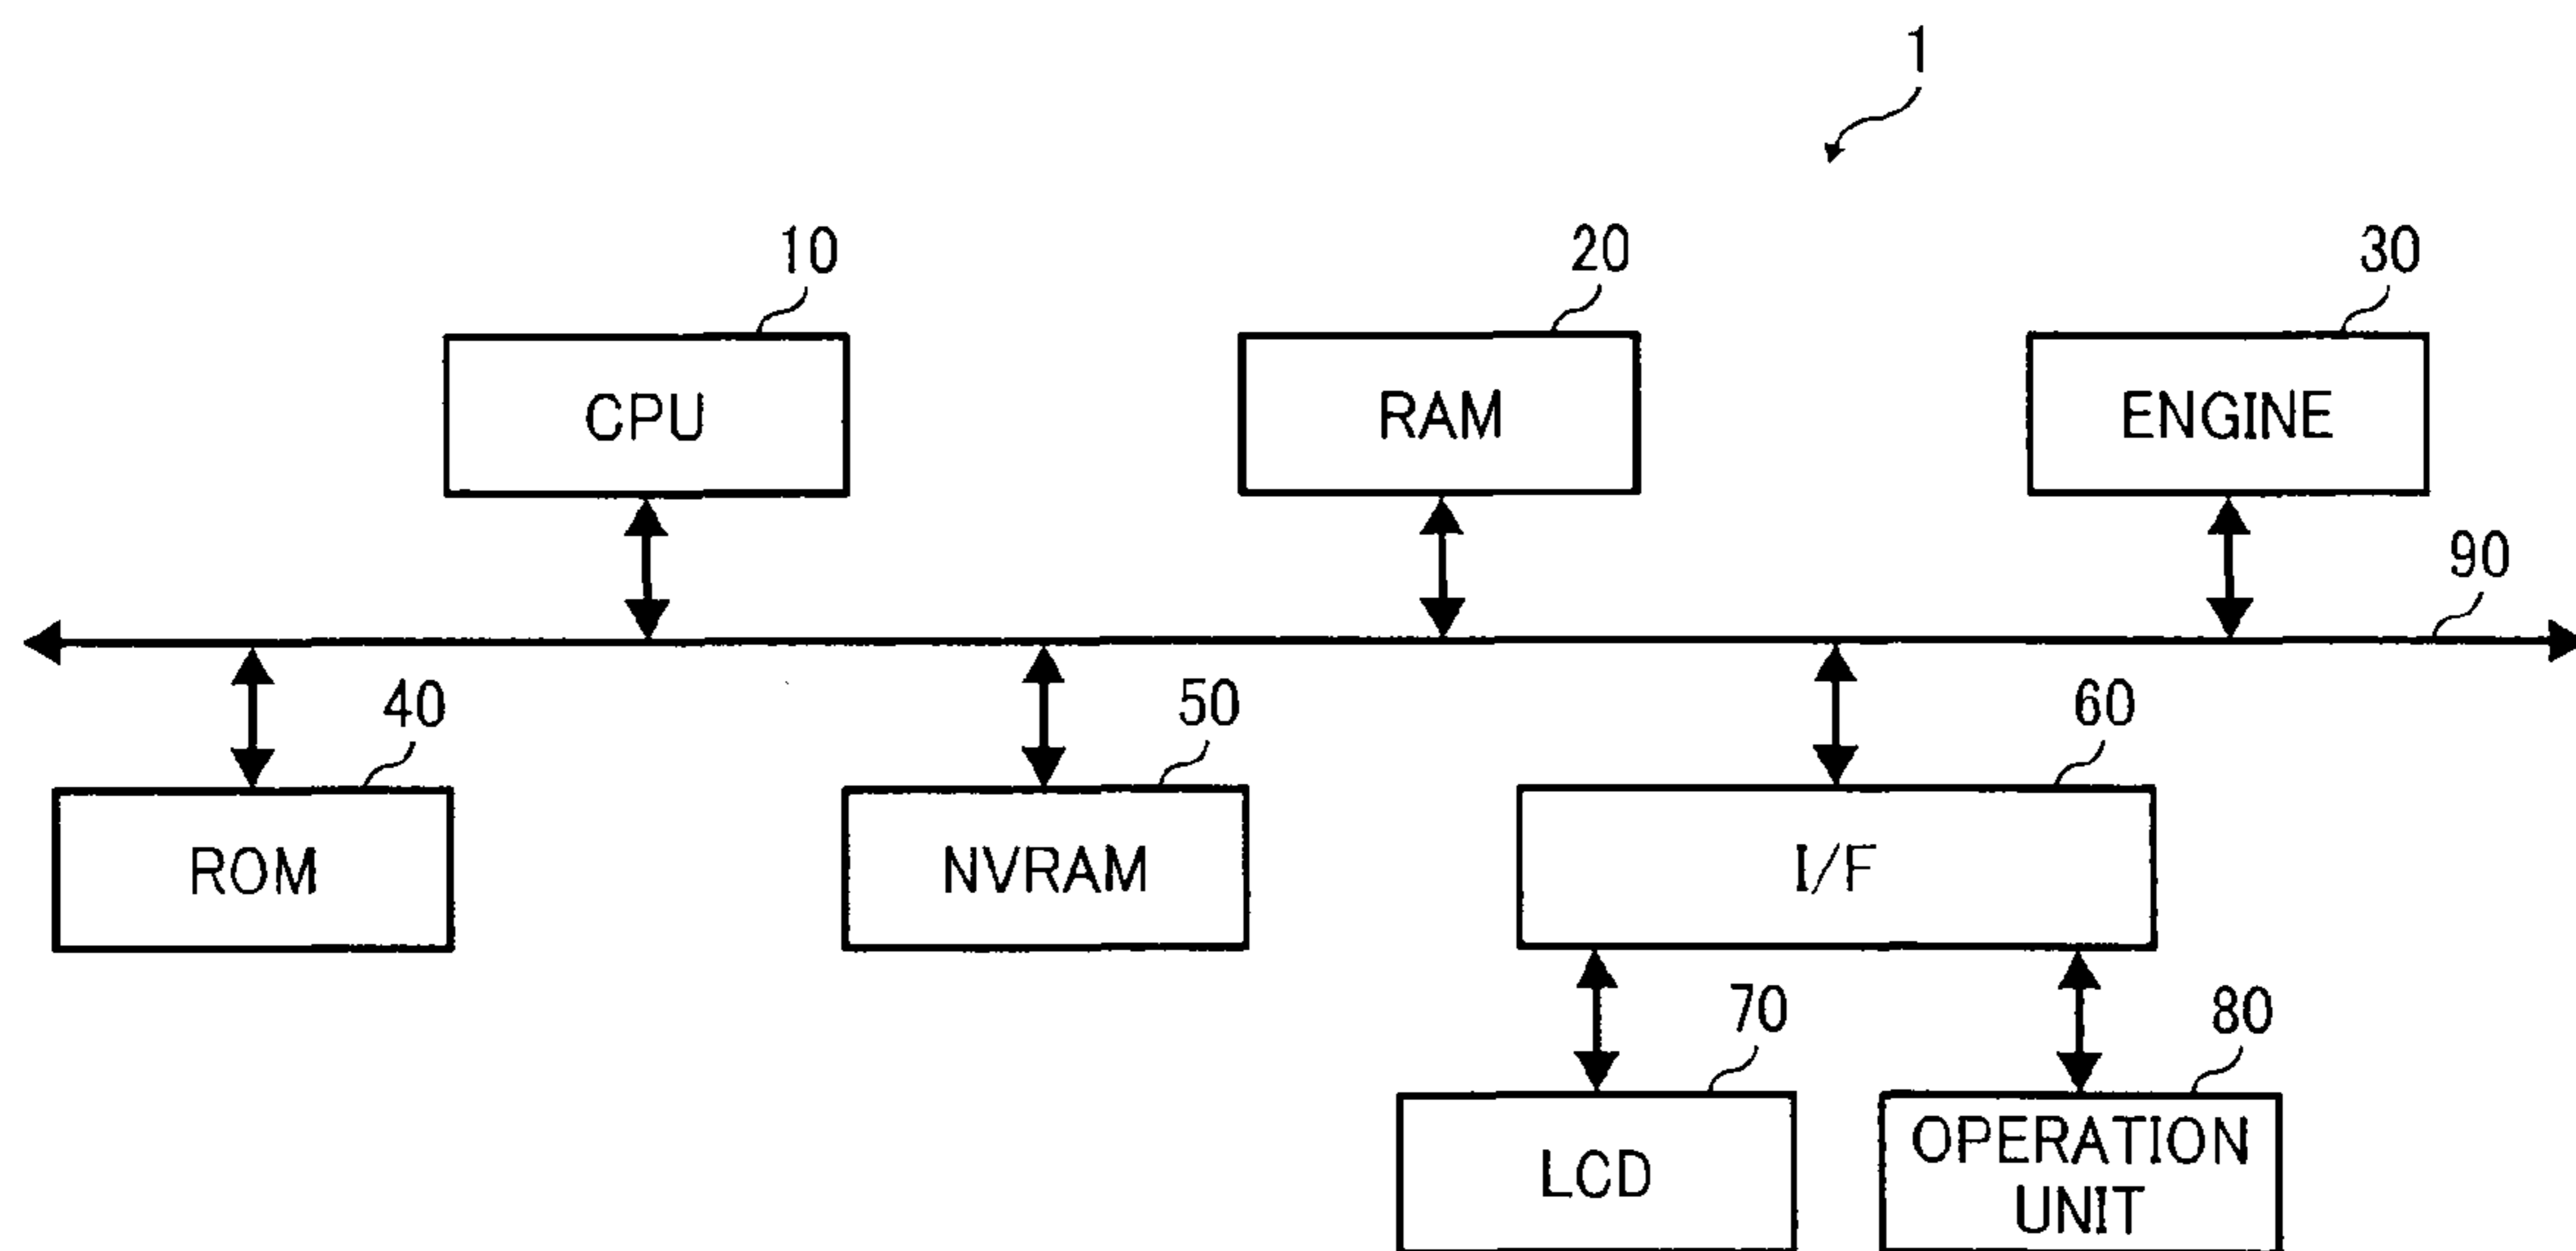 1
10
20
30
CPU
RAM
ENGINE
90
40
50
60
ROM
NVRAM
I/F
70
80
LCD
OPERATION
UNIT